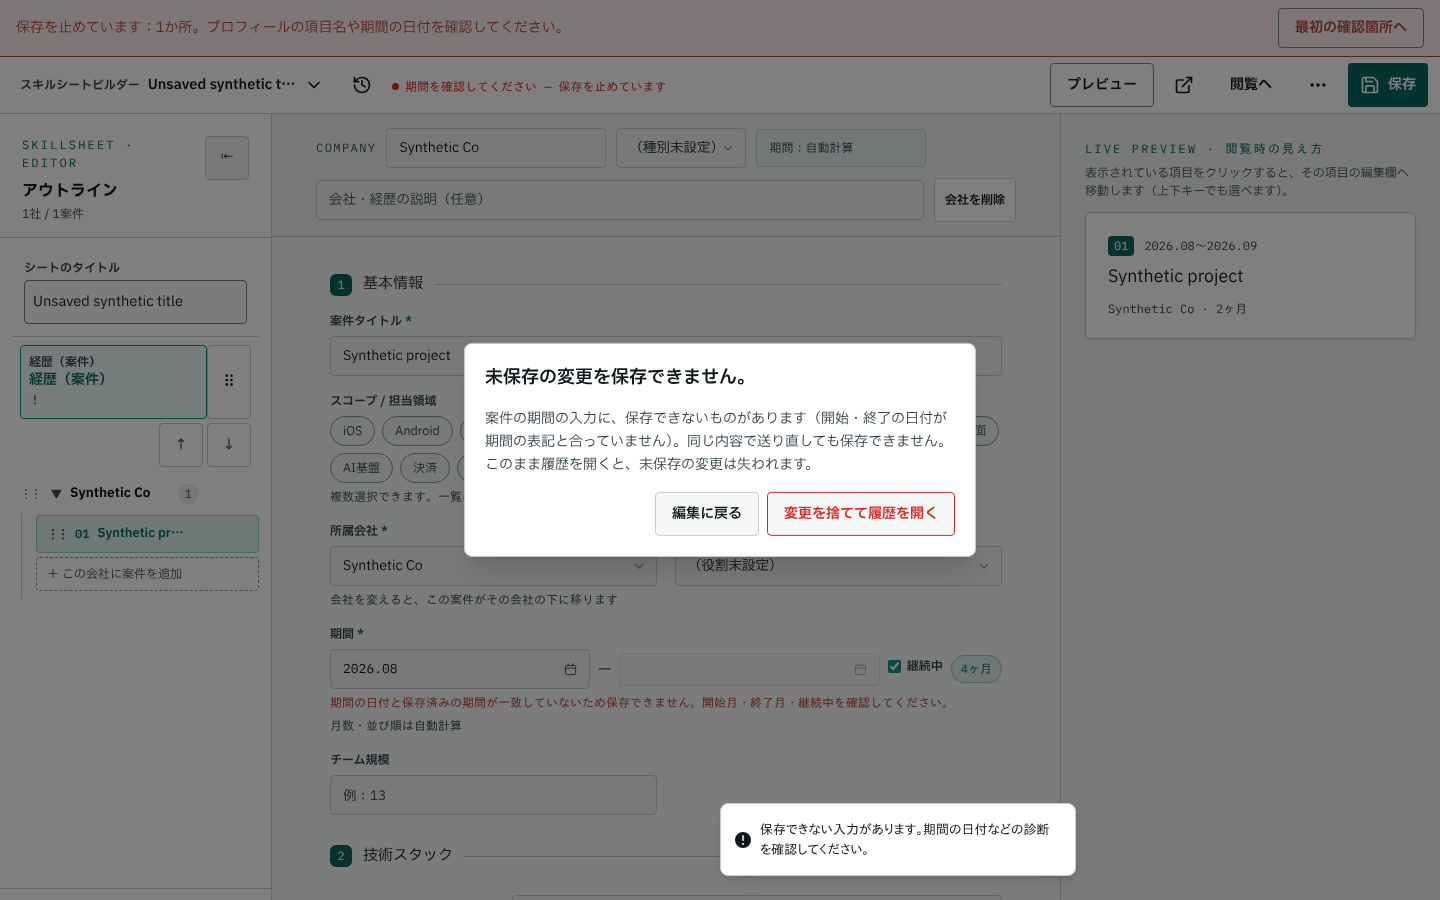 保存を止めています：1か所。プロフィールの項目名や期間の日付を確認してください。
最初の確認箇所へ
スキルシートビルダー
Unsaved synthetic t…
期間を確認してください — 保存を止めています
プレビュー
閲覧へ
保存
SKILLSHEET ·
EDITOR
アウトライン
1社 / 1案件
シートのタイトル
Unsaved synthetic title
経歴（案件）
経歴（案件）
!
↑
↓
Synthetic Co
1
01 Synthetic pr…
＋ この会社に案件を追加
COMPANY
Synthetic Co
（種別未設定）
期間：自動計算
会社・経歴の説明（任意）
会社を削除
1 基本情報
案件タイトル *
Synthetic project
スコープ / 担当領域
iOS
Android
面
AI基盤
決済
複数選択できます。一覧
所属会社 *
Synthetic Co
（役割未設定）
会社を変えると、この案件がその会社の下に移ります
期間 *
2026.08
—
継続中
4ヶ月
期間の日付と保存済みの期間が一致していないため保存できません。開始月・終了月・継続中を確認してください。
月数・並び順は自動計算
チーム規模
例：13
2 技術スタック
LIVE PREVIEW · 閲覧時の見え方
表示されている項目をクリックすると、その項目の編集欄へ
移動します（上下キーでも選べます）。
01 2026.08〜2026.09
Synthetic project
Synthetic Co · 2ヶ月
未保存の変更を保存できません。
案件の期間の入力に、保存できないものがあります（開始・終了の日付が
期間の表記と合っていません）。同じ内容で送り直しても保存できません。
このまま履歴を開くと、未保存の変更は失われます。
編集に戻る
変更を捨てて履歴を開く
保存できない入力があります。期間の日付などの診断
を確認してください。